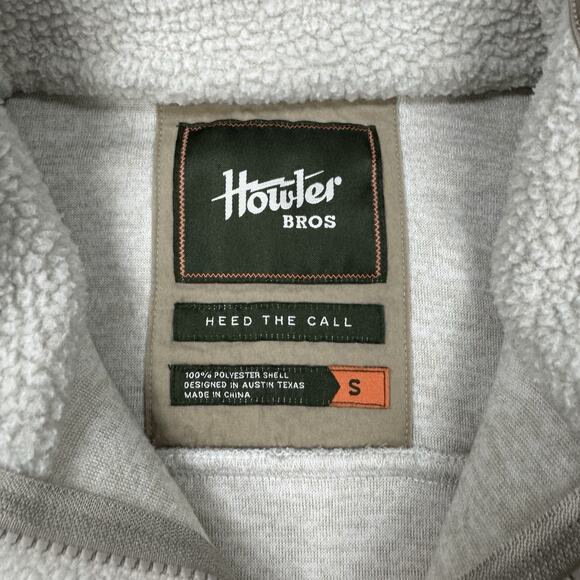 Howler
BROS
HEED THE CALL
100% POLYESTER SHELL
DESIGNED IN AUSTIN TEXAS
MADE IN CHINA
S